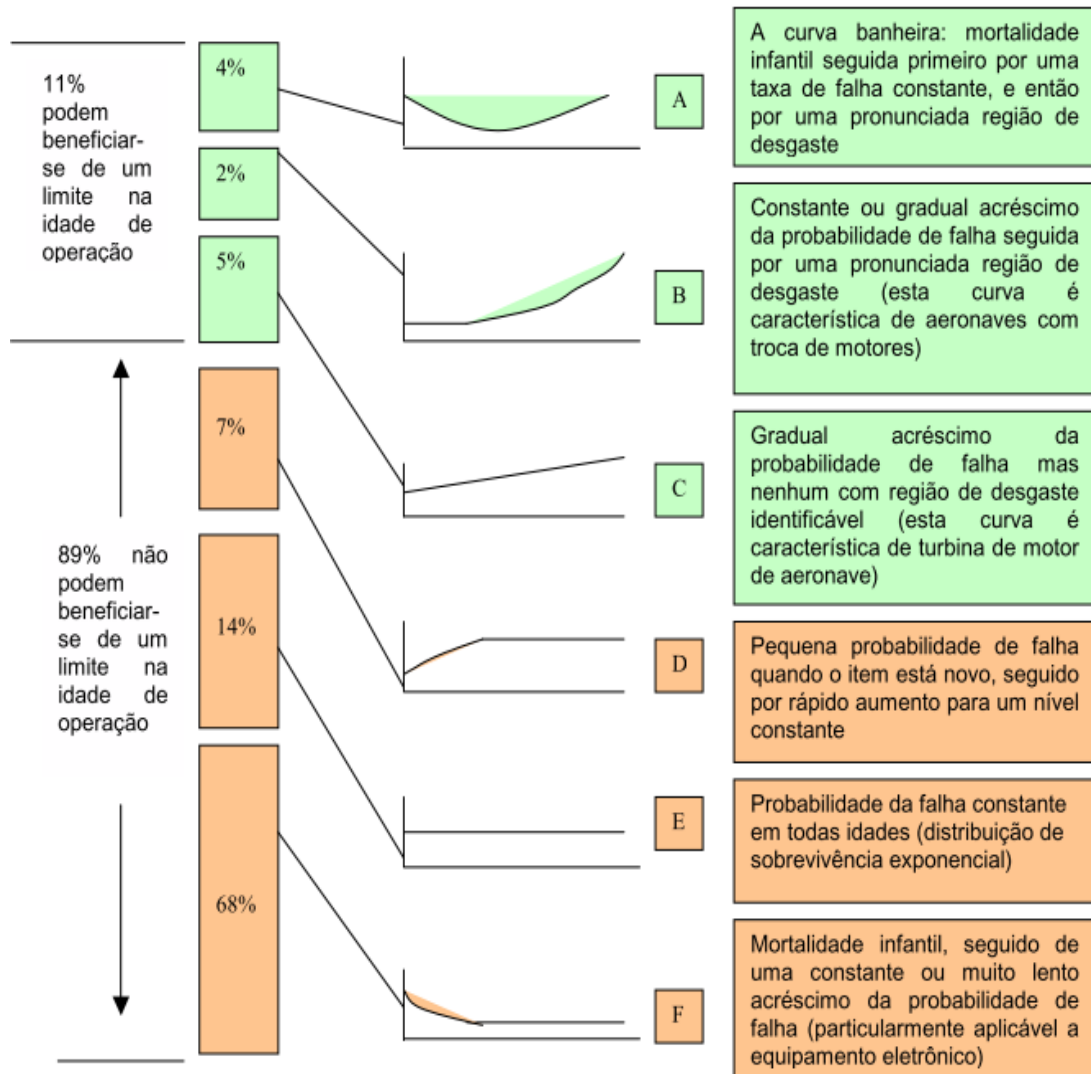 11%
podem
beneficiar-
se de um
limite na
idade de
operação
4%
2%
5%
A
A curva banheira: mortalidade
infantil seguida primeiro por uma
taxa de falha constante, e então
por uma pronunciada região de
desgaste
B
Constante ou gradual acréscimo
da probabilidade de falha seguida
por uma pronunciada região de
desgaste (esta curva é
característica de aeronaves com
troca de motores)
C
Gradual acréscimo da
probabilidade de falha mas
nenhum com região de desgaste
identificável (esta curva é
característica de turbina de motor
de aeronave)
89% não
podem
beneficiar-
se de um
limite na
idade de
operação
7%
14%
68%
D
Pequena probabilidade de falha
quando o item está novo, seguido
por rápido aumento para um nível
constante
E
Probabilidade da falha constante
em todas idades (distribuição de
sobrevivência exponencial)
F
Mortalidade infantil, seguido de
uma constante ou muito lento
acréscimo da probabilidade de
falha (particularmente aplicável a
equipamento eletrônico)